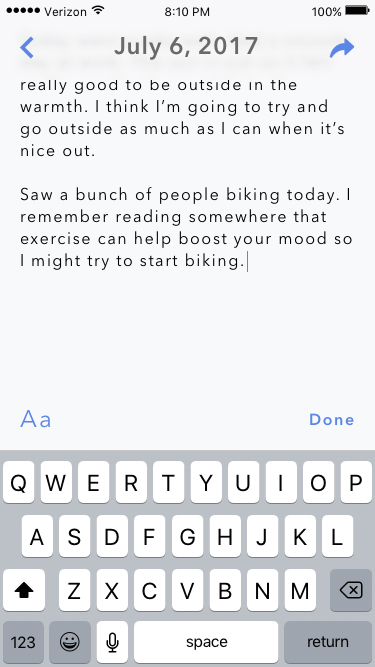 Verizon 8:10 PM 100%
July 6, 2017
really good to be outside in the
warmth. I think I'm going to try and
go outside as much as I can when it's
nice out.
Saw a bunch of people biking today. I
remember reading somewhere that
exercise can help boost your mood so
I might try to start biking.
Aa Done
Q W E R T Y U I O P
A S D F G H J K L
Z X C V B N M
123 space return